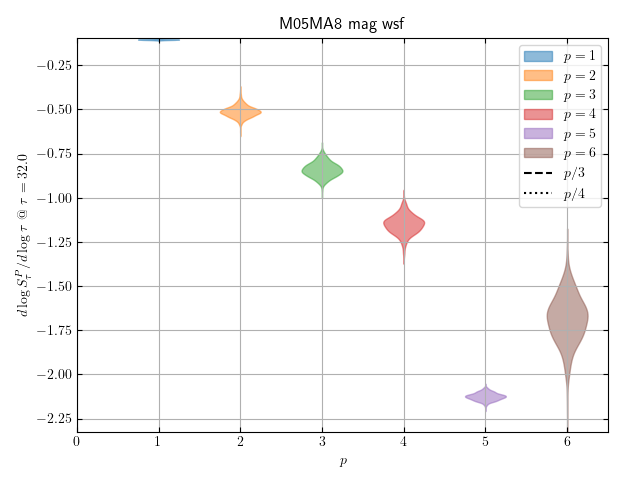 M05MA8 mag wsf
d log S_τ^P / d log τ @ τ = 32.0
−0.25
−0.50
−0.75
−1.00
−1.25
−1.50
−1.75
−2.00
−2.25
p = 1
p = 2
p = 3
p = 4
p = 5
p = 6
p/3
p/4
0 1 2 3 4 5 6
p